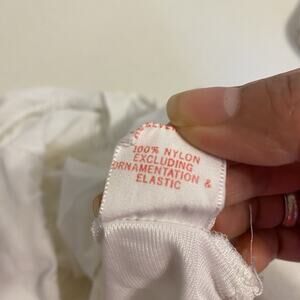 100% NYLON
EXCLUDING
ORNAMENTATION &
ELASTIC